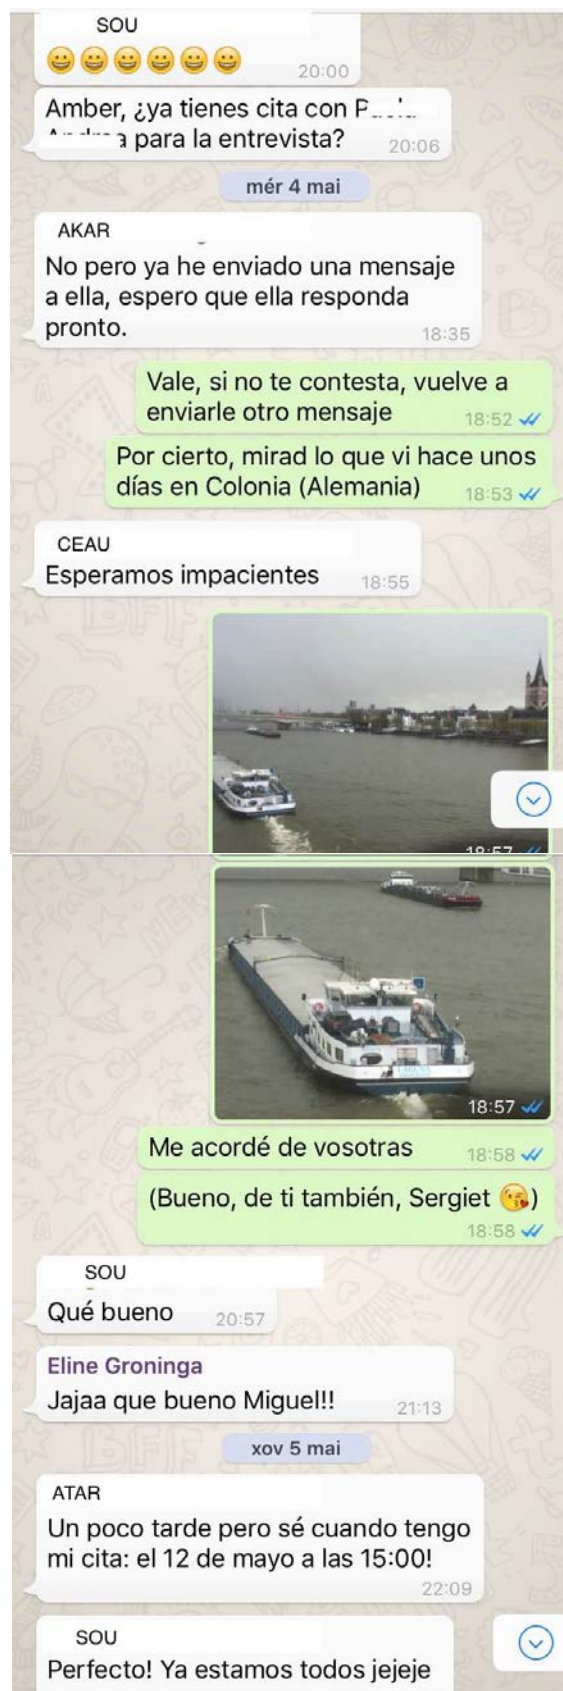 SOU
😀😀😀😀😀😀
20:00
Amber, ¿ya tienes cita con
para la entrevista?
20:06
mér 4 mai
AKAR
No pero ya he enviado una mensaje
a ella, espero que ella responda
pronto.
18:35
Vale, si no te contesta, vuelve a
enviarle otro mensaje
18:52
Por cierto, mirad lo que vi hace unos
días en Colonia (Alemania)
18:53
CEAU
Esperamos impacientes
18:55
18:57
18:57
Me acordé de vosotras
18:58
(Bueno, de ti también, Sergiet 😘)
18:58
SOU
Qué bueno
20:57
Eline Groninga
Jajaa que bueno Miguel!!
21:13
xov 5 mai
ATAR
Un poco tarde pero sé cuando tengo
mi cita: el 12 de mayo a las 15:00!
22:09
SOU
Perfecto! Ya estamos todos jejeje